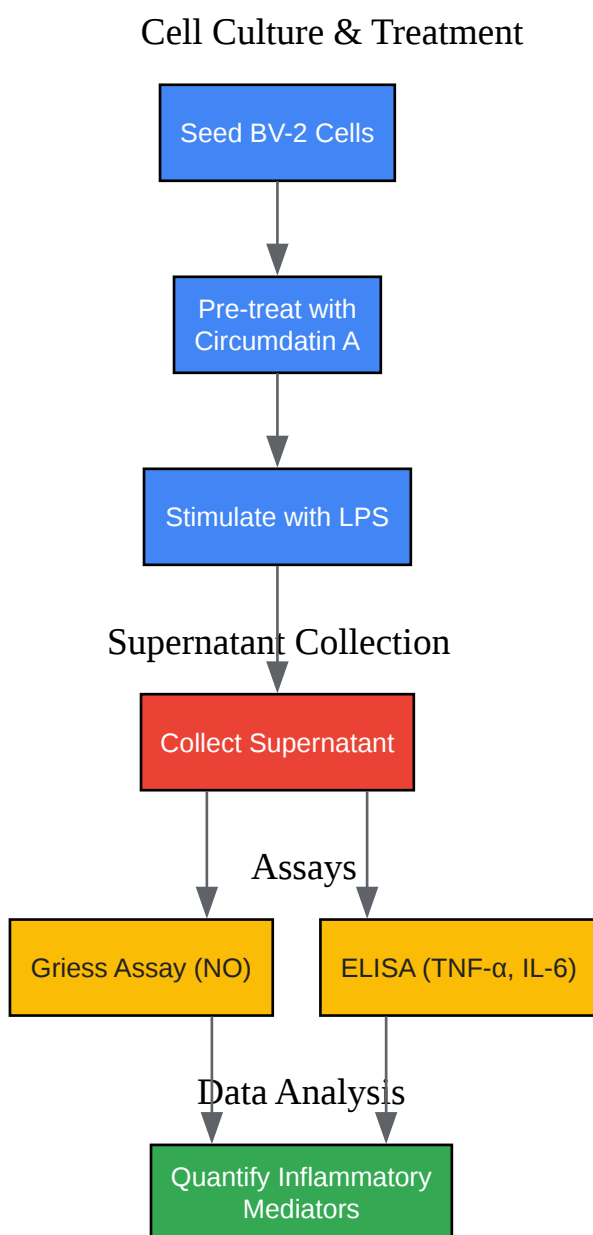 Cell Culture & Treatment
Seed BV-2 Cells
Pre-treat with
Circumdatin A
Stimulate with LPS
Supernatant Collection
Collect Supernatant
Assays
Griess Assay (NO)
ELISA (TNF-α, IL-6)
Data Analysis
Quantify Inflammatory
Mediators